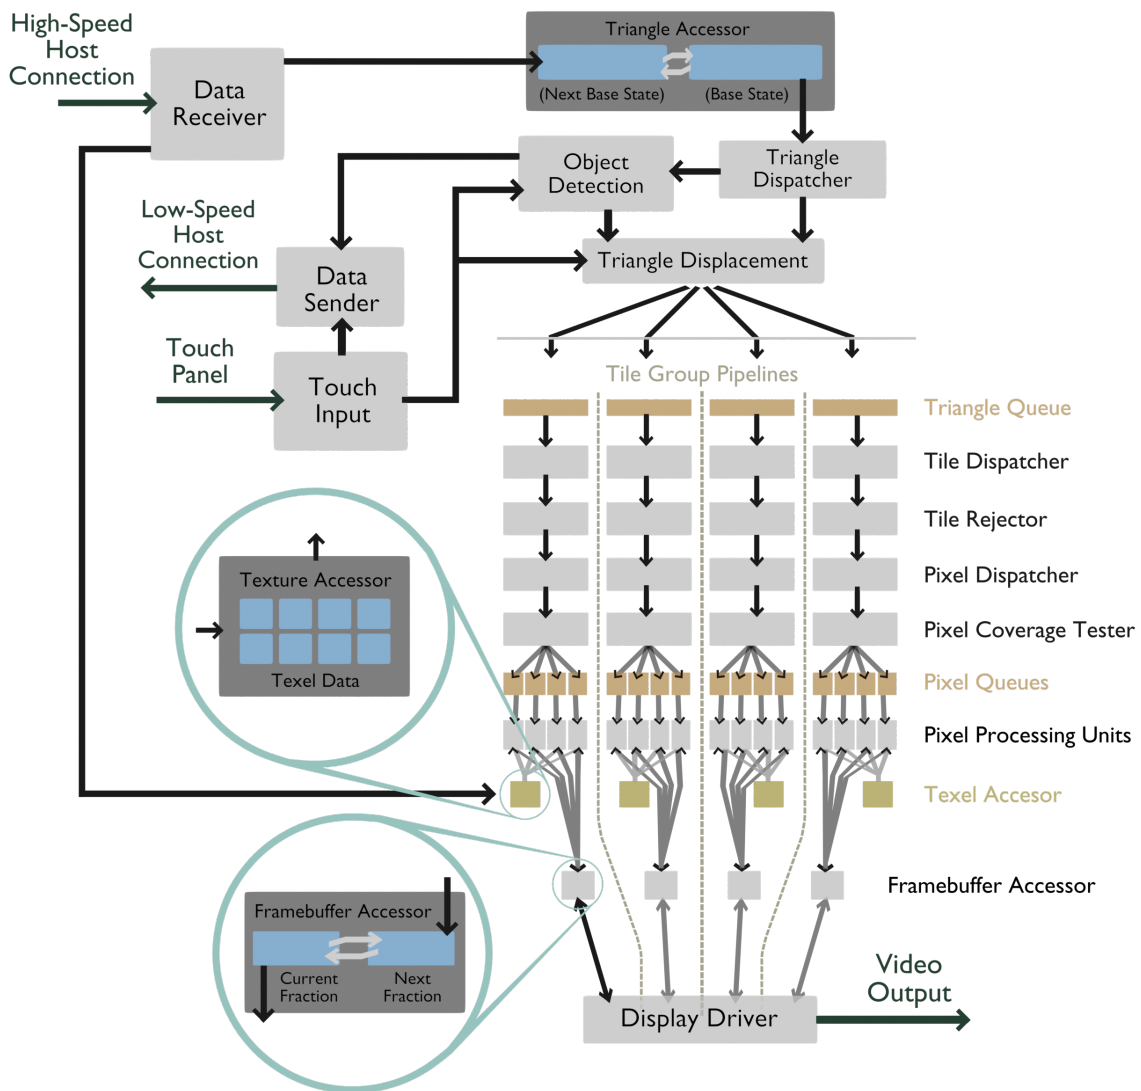 High-Speed
Host
Connection
Data
Receiver
Triangle Accessor
(Next Base State)
(Base State)
Object
Detection
Triangle
Dispatcher
Low-Speed
Host
Connection
Data
Sender
Triangle Displacement
Touch
Panel
Touch
Input
Tile Group Pipelines
Triangle Queue
Tile Dispatcher
Tile Rejector
Pixel Dispatcher
Pixel Coverage Tester
Pixel Queues
Pixel Processing Units
Texel Accesor
Texture Accessor
Texel Data
Framebuffer Accessor
Framebuffer Accessor
Current
Fraction
Next
Fraction
Display Driver
Video
Output